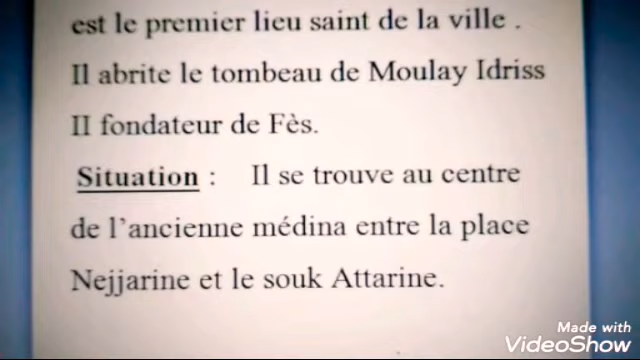 est le premier lieu saint de la ville .
Il abrite le tombeau de Moulay Idriss
II fondateur de Fès.
Situation : Il se trouve au centre
de l'ancienne médina entre la place
Nejjarine et le souk Attarine.
Made with
VideoShow